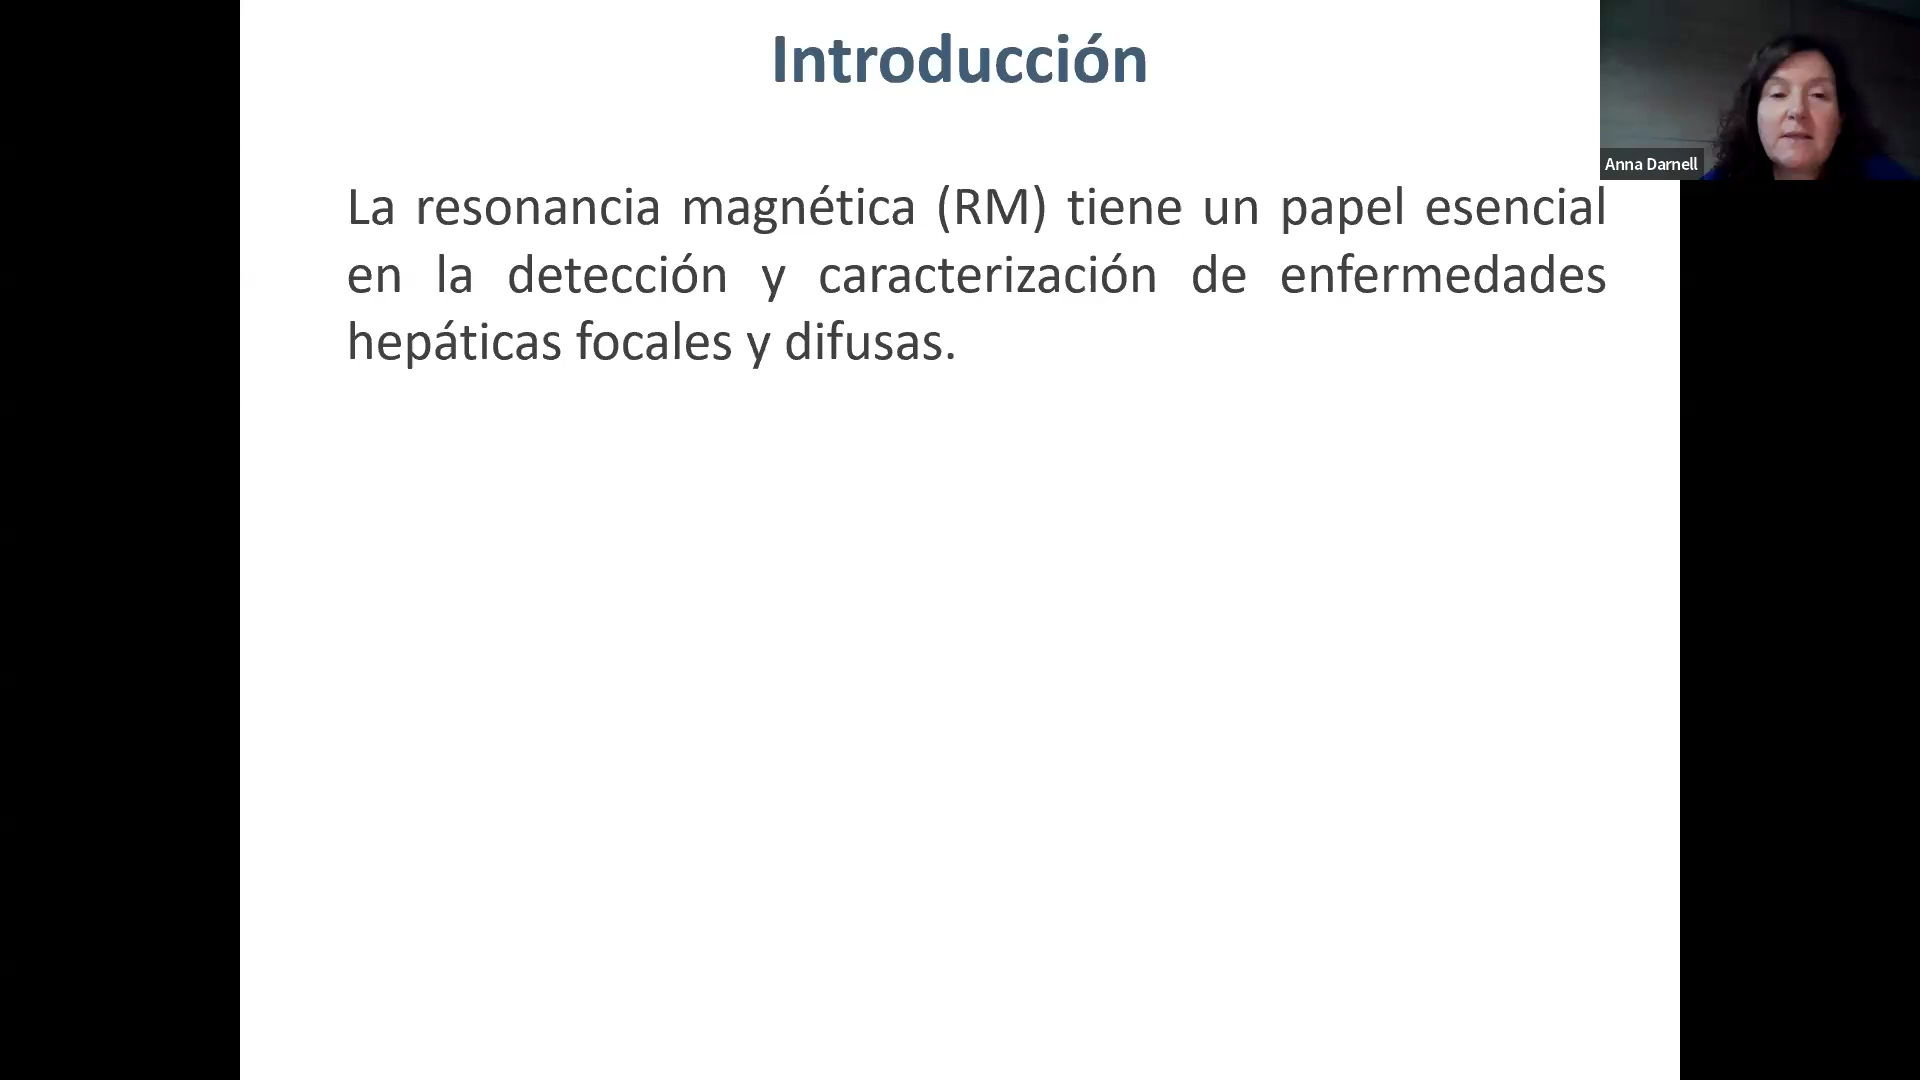 Introducción
Anna Darnell
La resonancia magnética (RM) tiene un papel esencial
en la detección y caracterización de enfermedades
hepáticas focales y difusas.